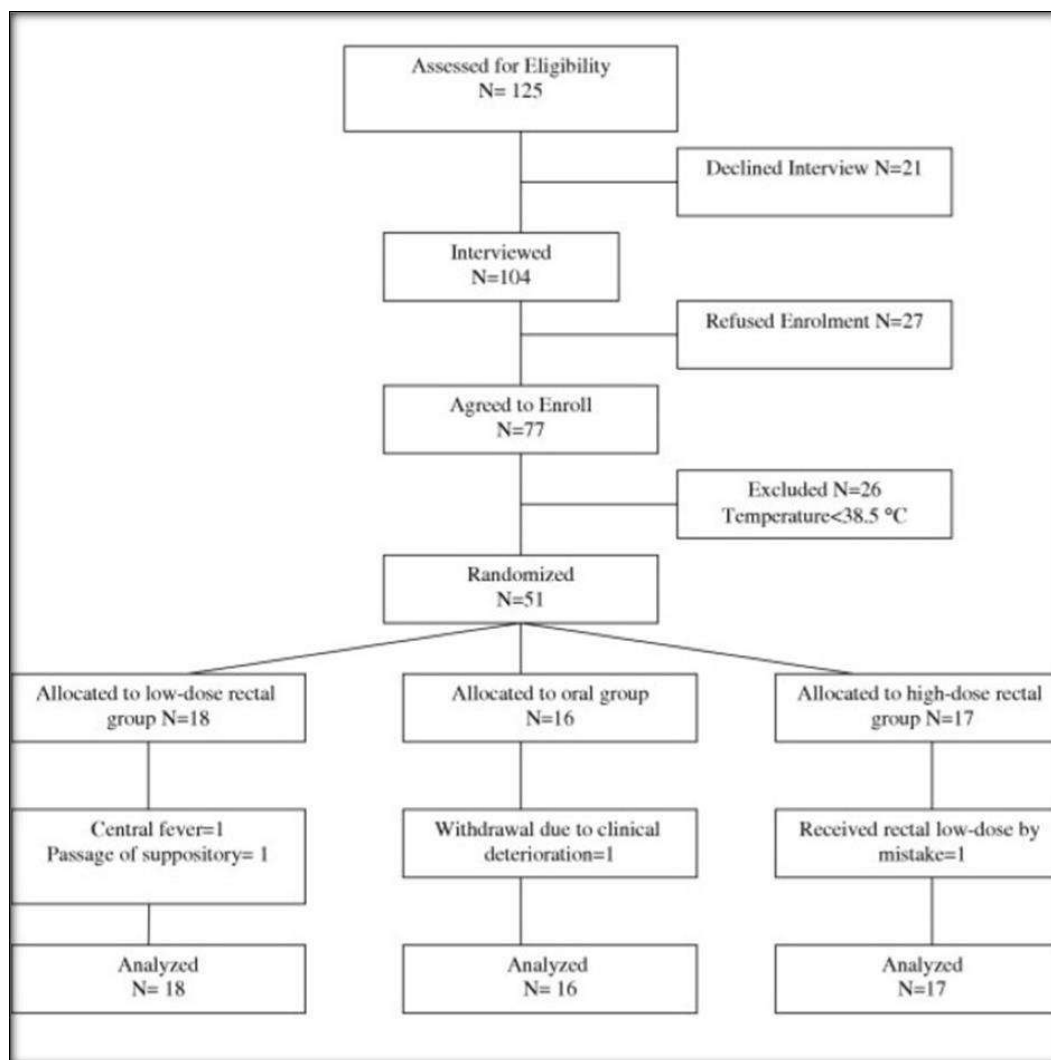 Assessed for Eligibility
N= 125
Declined Interview N=21
Interviewed
N=104
Refused Enrolment N=27
Agreed to Enroll
N=77
Excluded N=26
Temperature<38.5 °C
Randomized
N=51
Allocated to low-dose rectal
group N=18
Allocated to oral group
N=16
Allocated to high-dose rectal
group N=17
Central fever=1
Passage of suppository= 1
Withdrawal due to clinical
deterioration=1
Received rectal low-dose by
mistake=1
Analyzed
N= 18
Analyzed
N= 16
Analyzed
N=17